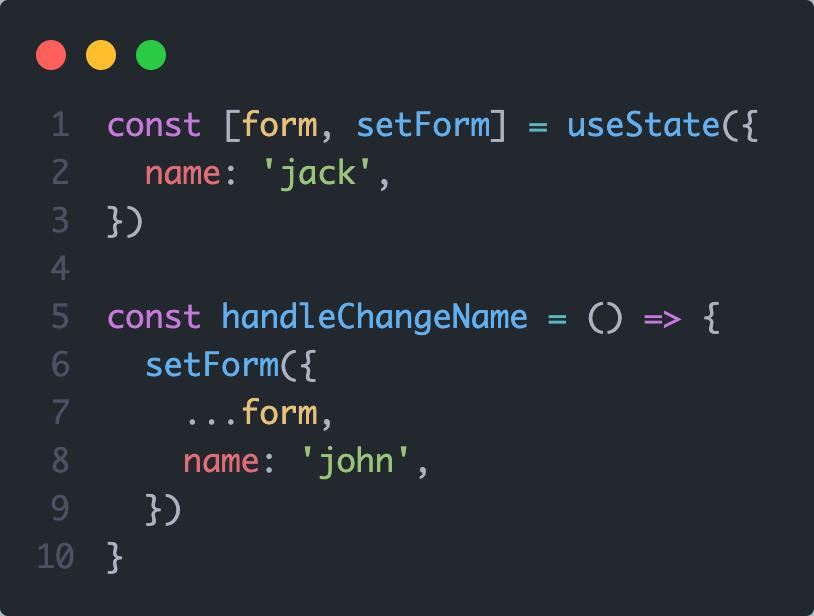 1 const [form, setForm] = useState({
2   name: 'jack',
3 })
4
5 const handleChangeName = () => {
6   setForm({
7     ...form,
8     name: 'john',
9   })
10 }